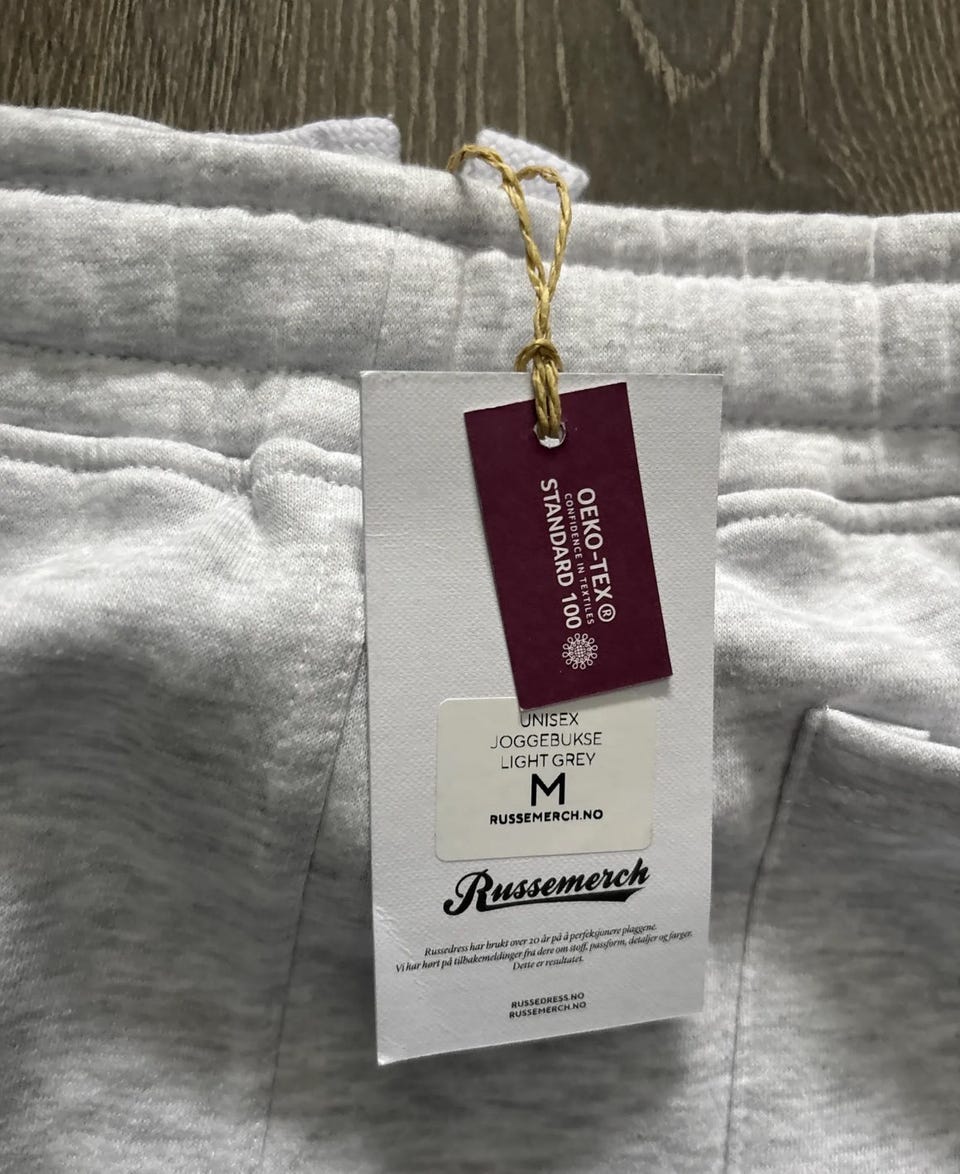 OEKO-TEX®
CONFIDENCE IN TEXTILES
STANDARD 100
UNISEX
JOGGEBUKSE
LIGHT GREY
M
RUSSEMERCH.NO
Russemerch
Russedress har brukt over 20 år på å perfeksjonere plaggene.
Vi har hørt på tilbakemeldinger fra dere om stoff, passform, detaljer og farger.
Dette er resultatet.
RUSSEDRESS.NO
RUSSEMERCH.NO